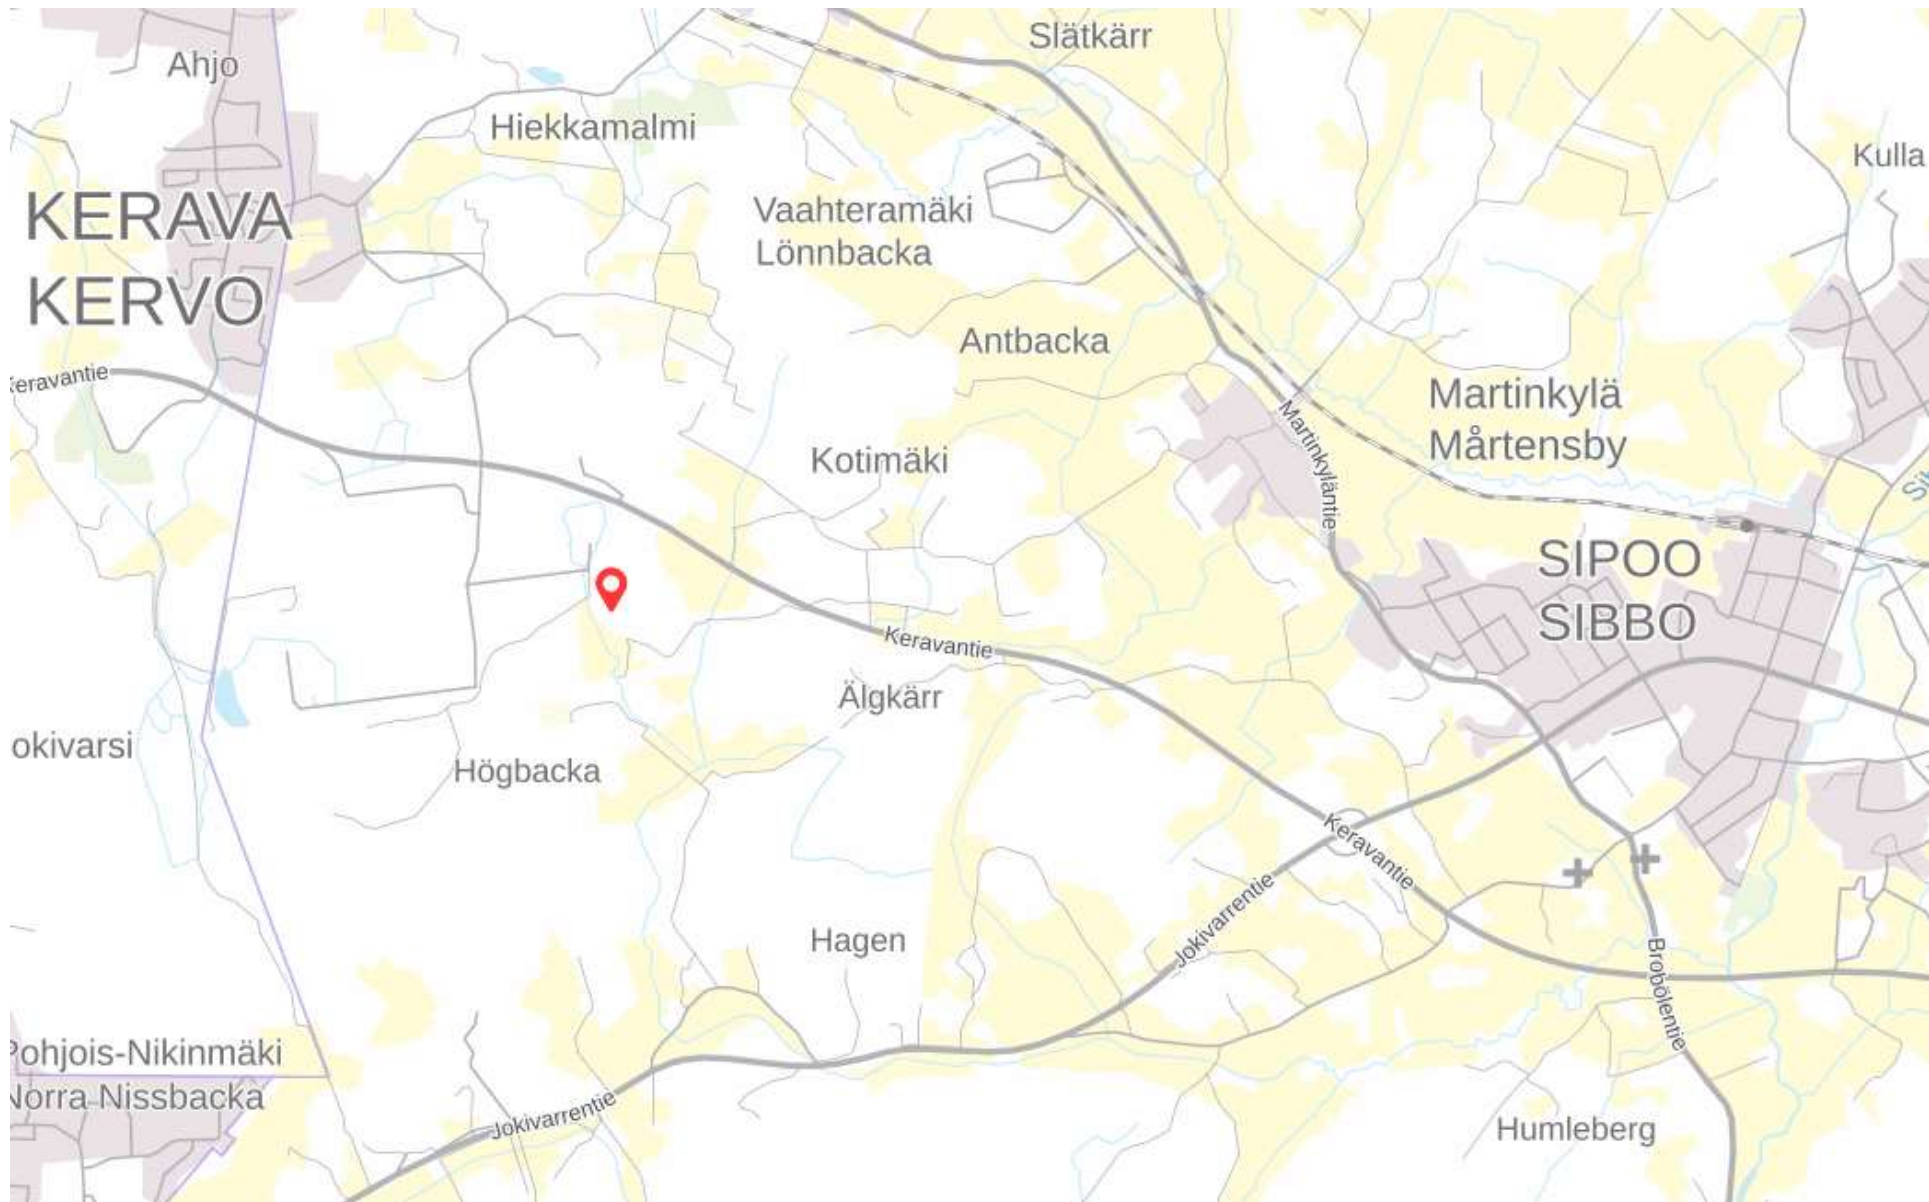 Slätkärr
Ahjo
Hiekkamalmi
Kulla
KERAVA
KERVO
Vaahteramäki
Lönnbacka
Antbacka
Keravantie
Martinkylä
Mårtensby
Martinkyläntie
Kotimäki
SIPOO
SIBBO
Keravantie
Älgkärr
okivarsi
Högbacka
Keravantie
Jokivarrentie
Hagen
Brobölentie
Pohjois-Nikinmäki
Norra Nissbacka
Jokivarrentie
Humleberg